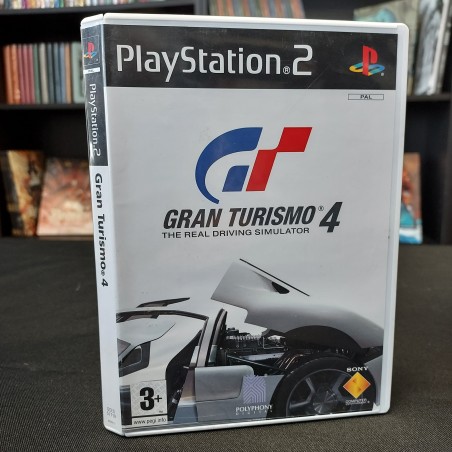 PlayStation®2
PAL
PlayStation®2
Gran Turismo® 4
GRAN TURISMO® 4
THE REAL DRIVING SIMULATOR
3+
www.pegi.info
POLYPHONY
SONY
COMPUTER